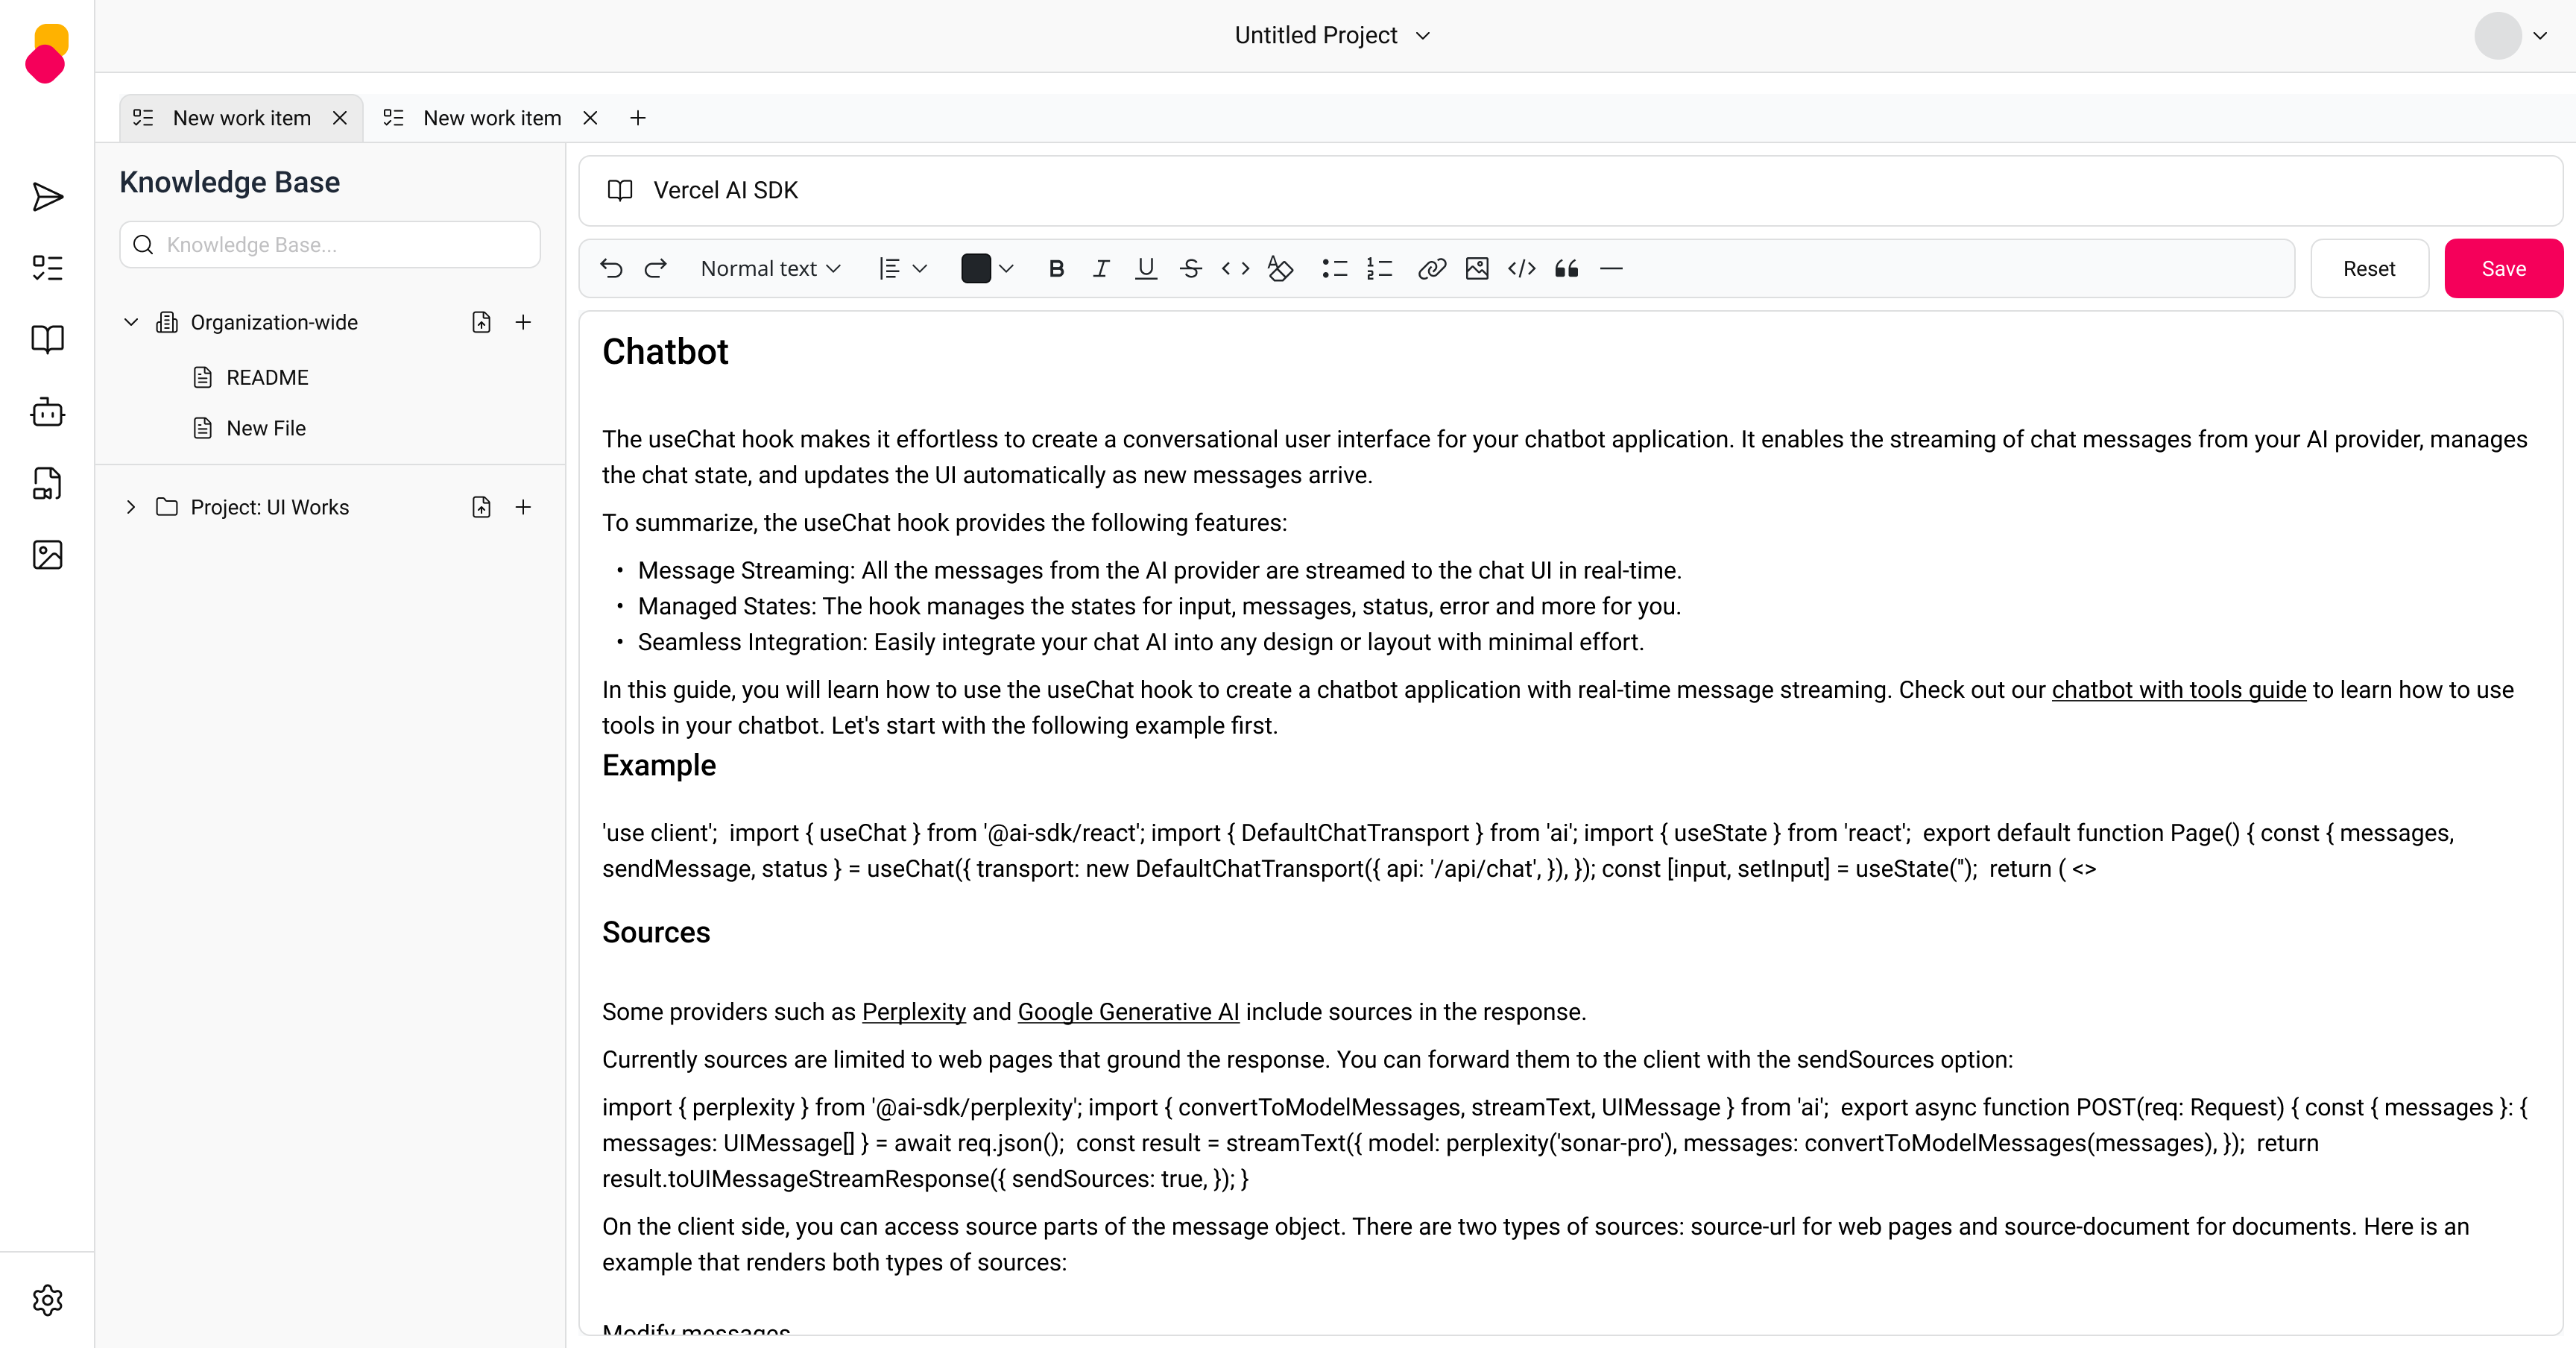 Untitled Project
New work item
New work item
Knowledge Base
Knowledge Base...
Organization-wide
README
New File
Project: UI Works
Vercel AI SDK
Normal text
Reset
Save
Chatbot
The useChat hook makes it effortless to create a conversational user interface for your chatbot application. It enables the streaming of chat messages from your AI provider, manages
the chat state, and updates the UI automatically as new messages arrive.
To summarize, the useChat hook provides the following features:
• Message Streaming: All the messages from the AI provider are streamed to the chat UI in real-time.
• Managed States: The hook manages the states for input, messages, status, error and more for you.
• Seamless Integration: Easily integrate your chat AI into any design or layout with minimal effort.
In this guide, you will learn how to use the useChat hook to create a chatbot application with real-time message streaming. Check out our chatbot with tools guide to learn how to use
tools in your chatbot. Let's start with the following example first.
Example
'use client';  import { useChat } from '@ai-sdk/react'; import { DefaultChatTransport } from 'ai'; import { useState } from 'react';  export default function Page() { const { messages,
sendMessage, status } = useChat({ transport: new DefaultChatTransport({ api: '/api/chat', }), }); const [input, setInput] = useState('');  return ( <>
Sources
Some providers such as Perplexity and Google Generative AI include sources in the response.
Currently sources are limited to web pages that ground the response. You can forward them to the client with the sendSources option:
import { perplexity } from '@ai-sdk/perplexity'; import { convertToModelMessages, streamText, UIMessage } from 'ai';  export async function POST(req: Request) { const { messages }: {
messages: UIMessage[] } = await req.json();  const result = streamText({ model: perplexity('sonar-pro'), messages: convertToModelMessages(messages), });  return
result.toUIMessageStreamResponse({ sendSources: true, }); }
On the client side, you can access source parts of the message object. There are two types of sources: source-url for web pages and source-document for documents. Here is an
example that renders both types of sources:
Modify messages